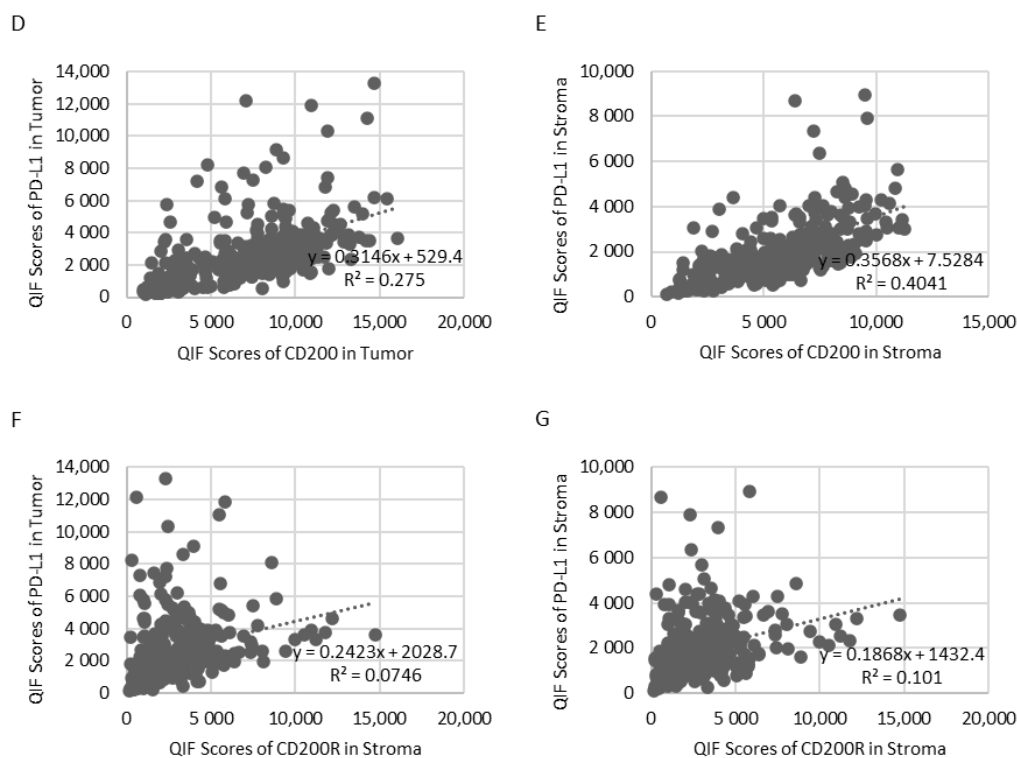 D
QIF Scores of PD-L1 in Tumor
14,000
12,000
10,000
8 000
6 000
4 000
2 000
0
y = 0.3146x + 529.4
R² = 0.275
0 5 000 10,000 15,000 20,000
QIF Scores of CD200 in Tumor
E
QIF Scores of PD-L1 in Stroma
10,000
8 000
6 000
4 000
2 000
0
y = 0.3568x + 7.5284
R² = 0.4041
0 5 000 10,000 15,000
QIF Scores of CD200 in Stroma
F
QIF Scores of PD-L1 in Tumor
14,000
12,000
10,000
8 000
6 000
4 000
2 000
0
y = 0.2423x + 2028.7
R² = 0.0746
0 5 000 10,000 15,000 20,000
QIF Scores of CD200R in Stroma
G
QIF Scores of PD-L1 in Stroma
10,000
8 000
6 000
4 000
2 000
0
y = 0.1868x + 1432.4
R² = 0.101
0 5 000 10,000 15,000 20,000
QIF Scores of CD200R in Stroma